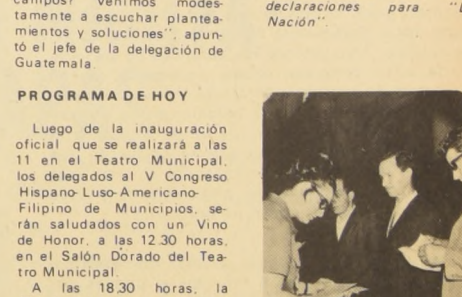 campos? Venimos modes-
tamente a escuchar plantea-
mientos y soluciones", apun-
tó el jefe de la delegación de
Guatemala.
PROGRAMA DE HOY
Luego de la inauguración
oficial que se realizará a las
11 en el Teatro Municipal,
los delegados al V Congreso
Hispano-Luso-Americano-
Filipino de Municipios, se-
rán saludados con un Vino
de Honor, a las 12.30 horas,
en el Salón Dorado del Tea-
tro Municipal.
A las 18.30 horas, la
declaraciones para
Nación".